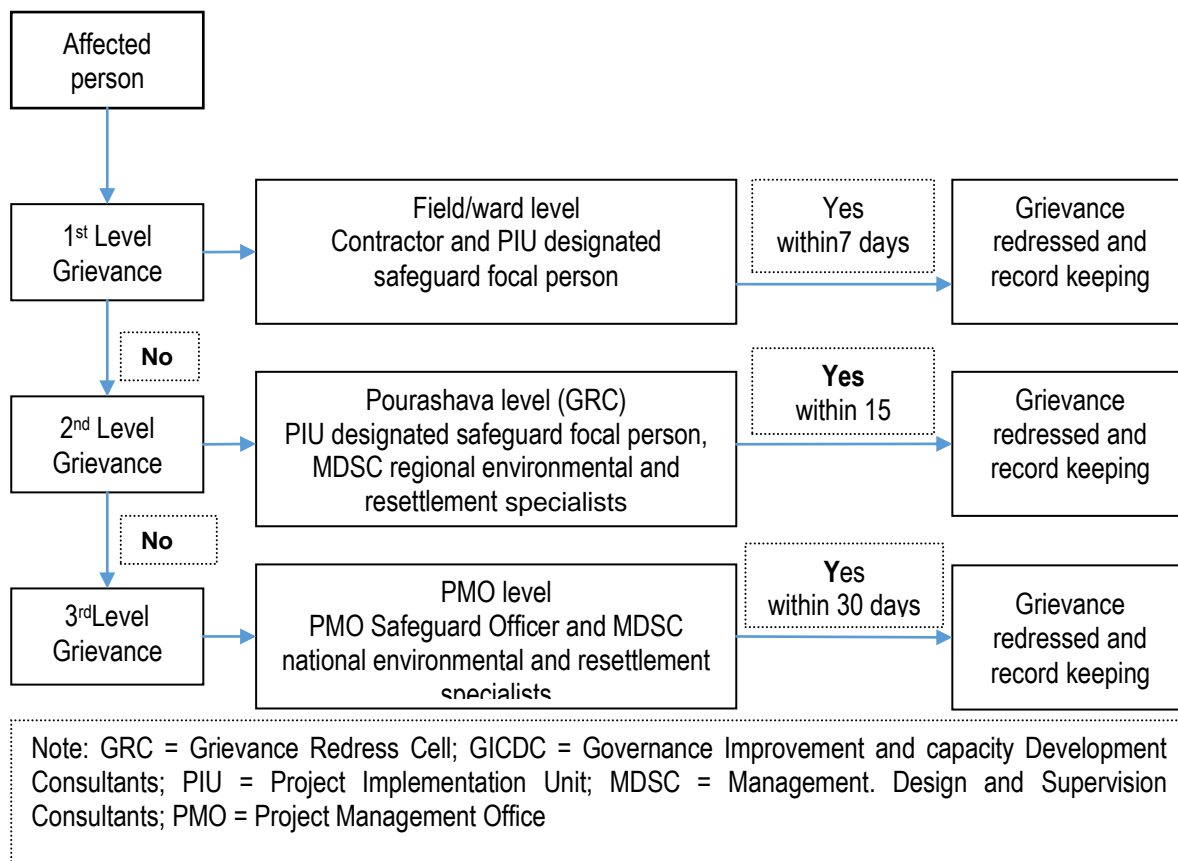 Affected
person
1st Level
Grievance
Field/ward level
Contractor and PIU designated
safeguard focal person
Yes
within7 days
Grievance
redressed and
record keeping
No
2nd Level
Grievance
Pourashava level (GRC)
PIU designated safeguard focal person,
MDSC regional environmental and
resettlement specialists
Yes
within 15
Grievance
redressed and
record keeping
No
3rdLevel
Grievance
PMO level
PMO Safeguard Officer and MDSC
national environmental and resettlement
specialists
Yes
within 30 days
Grievance
redressed and
record keeping
Note: GRC = Grievance Redress Cell; GICDC = Governance Improvement and capacity Development
Consultants; PIU = Project Implementation Unit; MDSC = Management. Design and Supervision
Consultants; PMO = Project Management Office